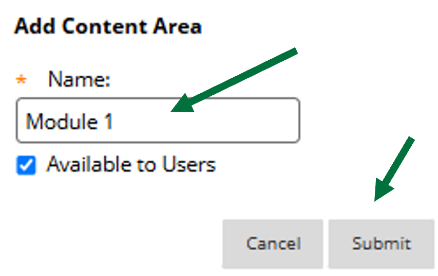 Add Content Area
* Name:
Module 1
Available to Users
Cancel Submit